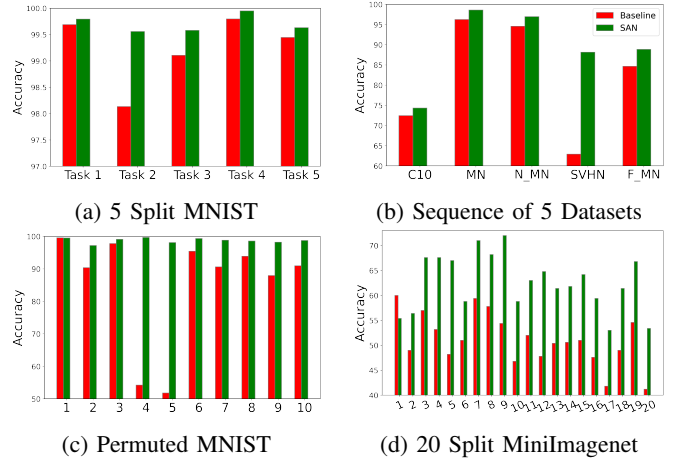 100.0
99.5
99.0
98.5
98.0
97.5
97.0
Accuracy
Task 1 Task 2 Task 3 Task 4 Task 5
(a) 5 Split MNIST
100
95
90
85
80
75
70
65
60
Accuracy
Baseline
SAN
C10 MN N_MN SVHN F_MN
(b) Sequence of 5 Datasets
100
90
80
70
60
50
Accuracy
1 2 3 4 5 6 7 8 9 10
(c) Permuted MNIST
70
65
60
55
50
45
40
Accuracy
1 2 3 4 5 6 7 8 9 10 11 12 13 14 15 16 17 18 19 20
(d) 20 Split MiniImagenet